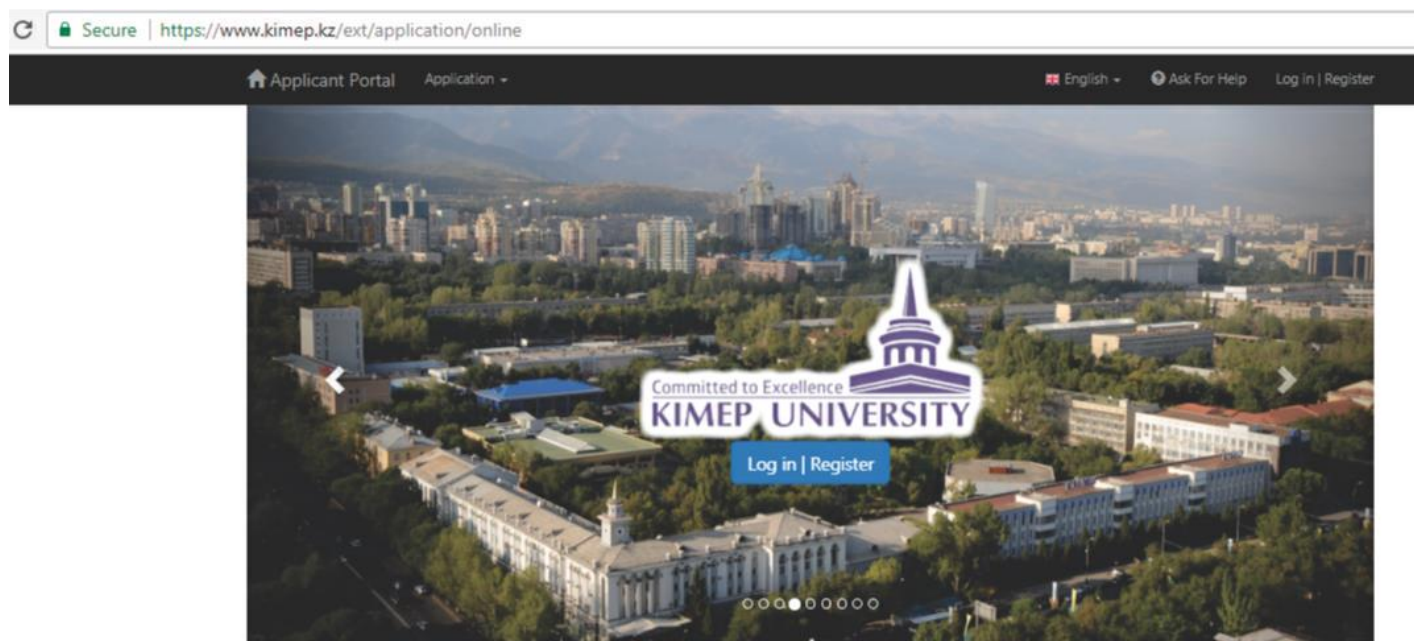 Secure | https://www.kimep.kz/ext/application/online
Applicant Portal Application English Ask For Help Log in | Register
Committed to Excellence
KIMEP UNIVERSITY
Log in | Register